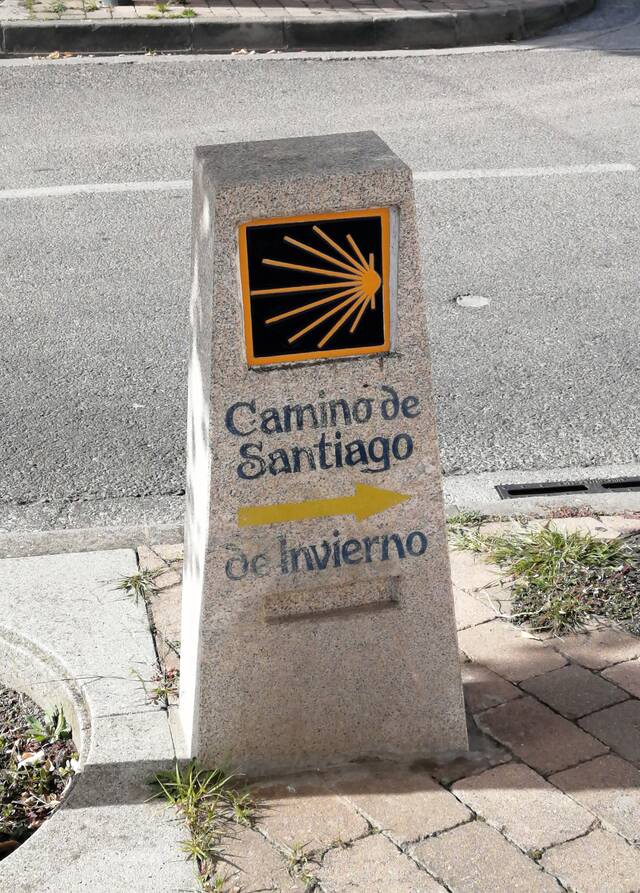 Camino de
Santiago
de Invierno